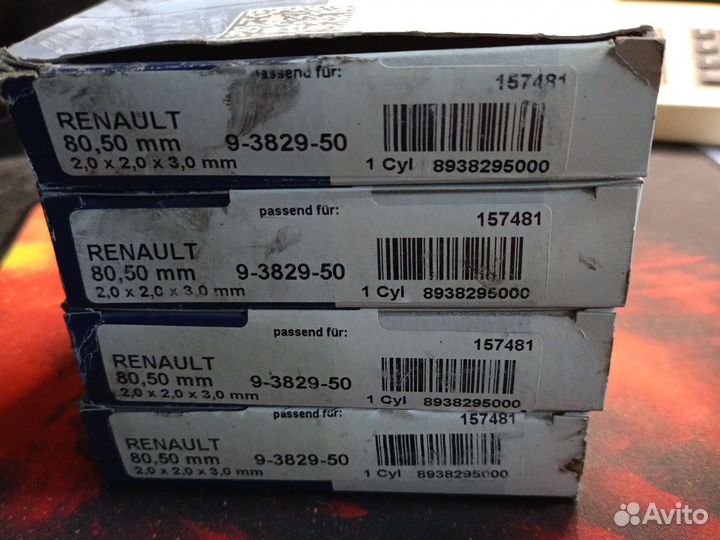 passend für:
157481
RENAULT
80,50 mm 9-3829-50
2,0 x 2,0 x 3,0 mm 1 Cyl 8938295000
passend für:
157481
RENAULT
80,50 mm 9-3829-50
2,0 x 2,0 x 3,0 mm 1 Cyl 8938295000
passend für:
157481
RENAULT
80,50 mm 9-3829-50
2,0 x 2,0 x 3,0 mm 1 Cyl 8938295000
passend für:
157481
RENAULT
80,50 mm 9-3829-50
2,0 x 2,0 x 3,0 mm 1 Cyl 8938295000
Avito